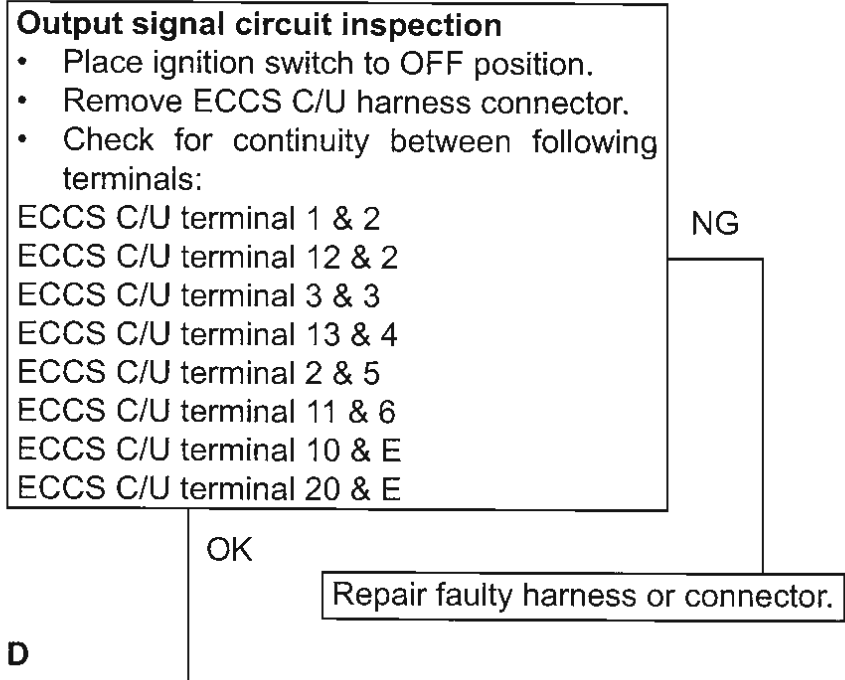 Output signal circuit inspection
• Place ignition switch to OFF position.
• Remove ECCS C/U harness connector.
• Check for continuity between following
terminals:
ECCS C/U terminal 1 & 2
ECCS C/U terminal 12 & 2
ECCS C/U terminal 3 & 3
ECCS C/U terminal 13 & 4
ECCS C/U terminal 2 & 5
ECCS C/U terminal 11 & 6
ECCS C/U terminal 10 & E
ECCS C/U terminal 20 & E
NG
OK
Repair faulty harness or connector.
D